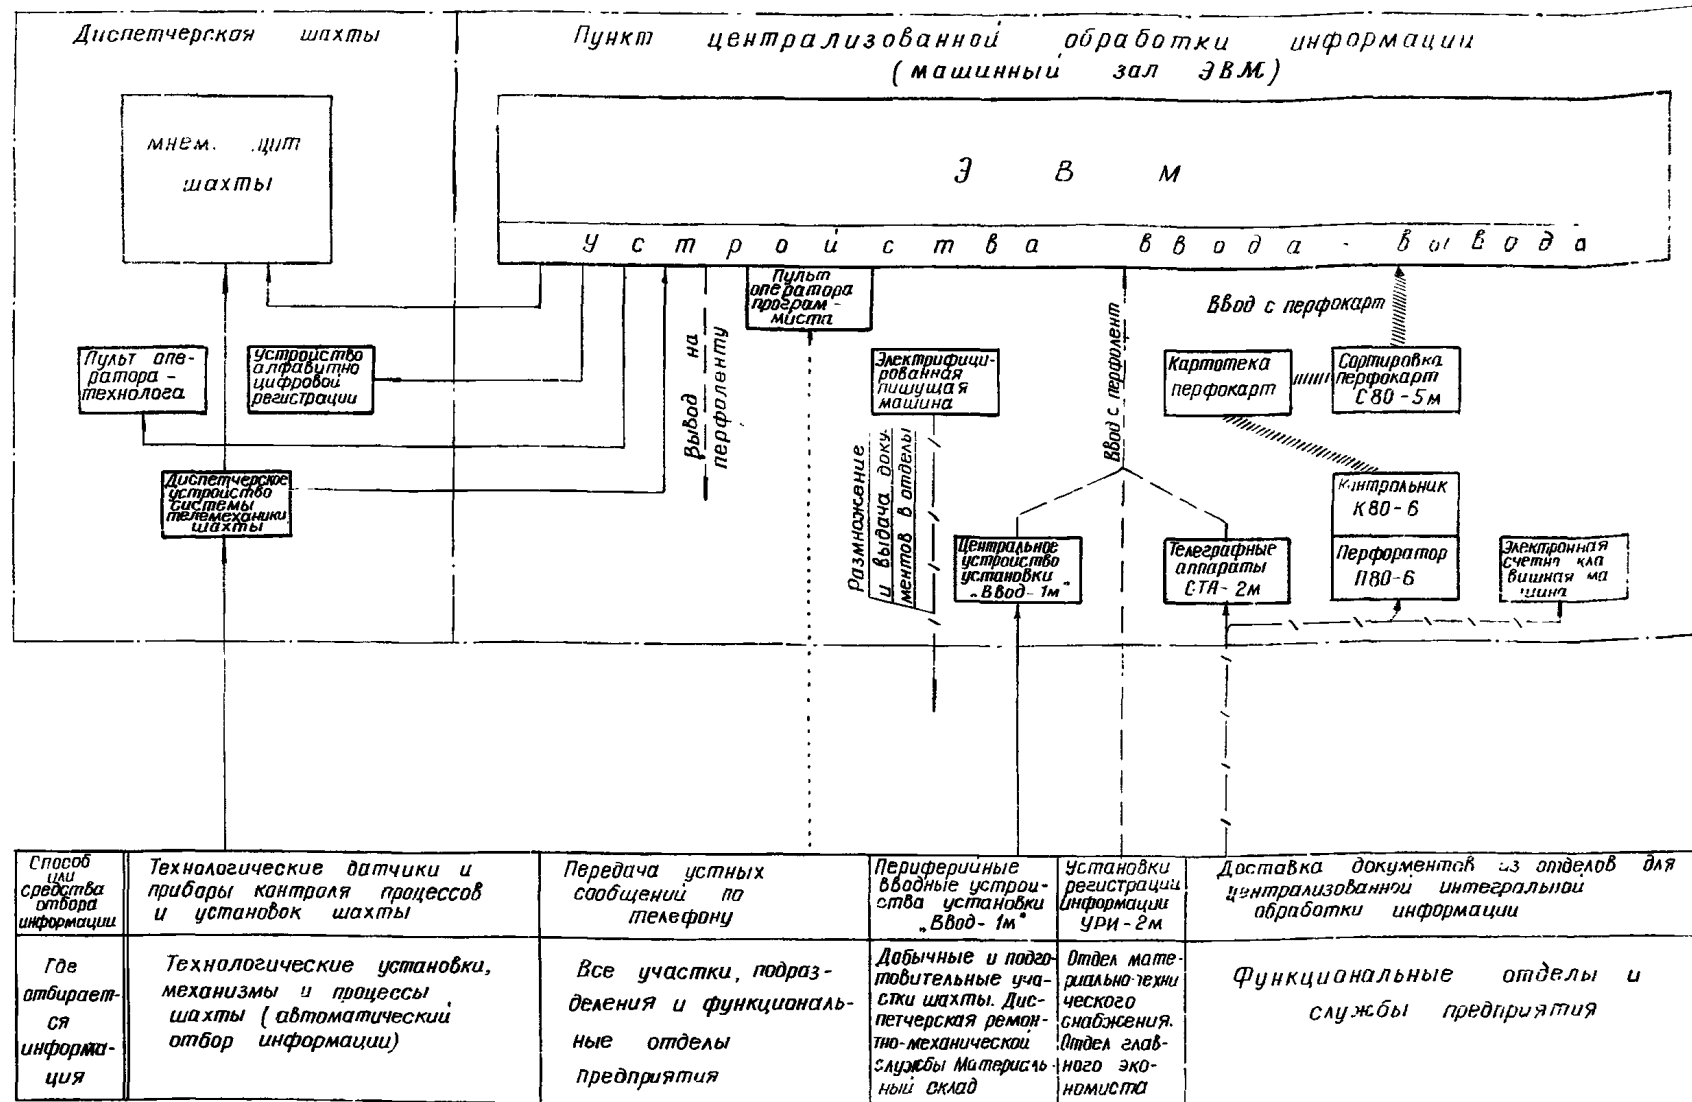 Диспетчерская шахты
Пункт централизованной обработки информации
(машинный зал ЭВМ)
мнем. щит
шахты
ЭВМ
Устройства ввода-вывода
Пульт
оператора
програм-
миста
Ввод с перфокарт
Вывод на
перфоленту
Ввод с перфолент
Пульт опе-
ратора-
технолога
Устройство
алфавитно
цифровой
регистрации
Электрифици-
рованная
пишущая
машина
Картотека
перфокарт
Сортировка
перфокарт
С80-5м
Размножение
и выдача доку-
ментов в отделы
Диспетчерское
устройство
системы
телемеханики
шахты
Контрольник
К80-6
Центральное
устройство
установки
„Ввод-1м"
Телеграфные
аппараты
СТА-2м
Перфоратор
П80-6
Электронная
счетно кла
вишная ма
шина
Способ
или
средства
отбора
информации
Технологические датчики и
приборы контроля процессов
и установок шахты
Передача устных
сообщений по
телефону
Периферийные
вводные устрой-
ства установки
„Ввод-1м"
Установки
регистрации
информации
УРИ-2м
Доставка документов из отделов для
централизованной интегральной
обработки информации
Где
отбирает-
ся
информа-
ция
Технологические установки,
механизмы и процессы
шахты (автоматический
отбор информации)
Все участки, подраз-
деления и функциональ-
ные отделы
предприятия
Добычные и подго-
товительные уча-
стки шахты. Дис-
петчерская ремон-
тно-механической
службы Материаль-
ный склад
Отдел мате-
риально-техни
ческого
снабжения.
Отдел глав-
ного эко-
номиста
Функциональные отделы и
службы предприятия